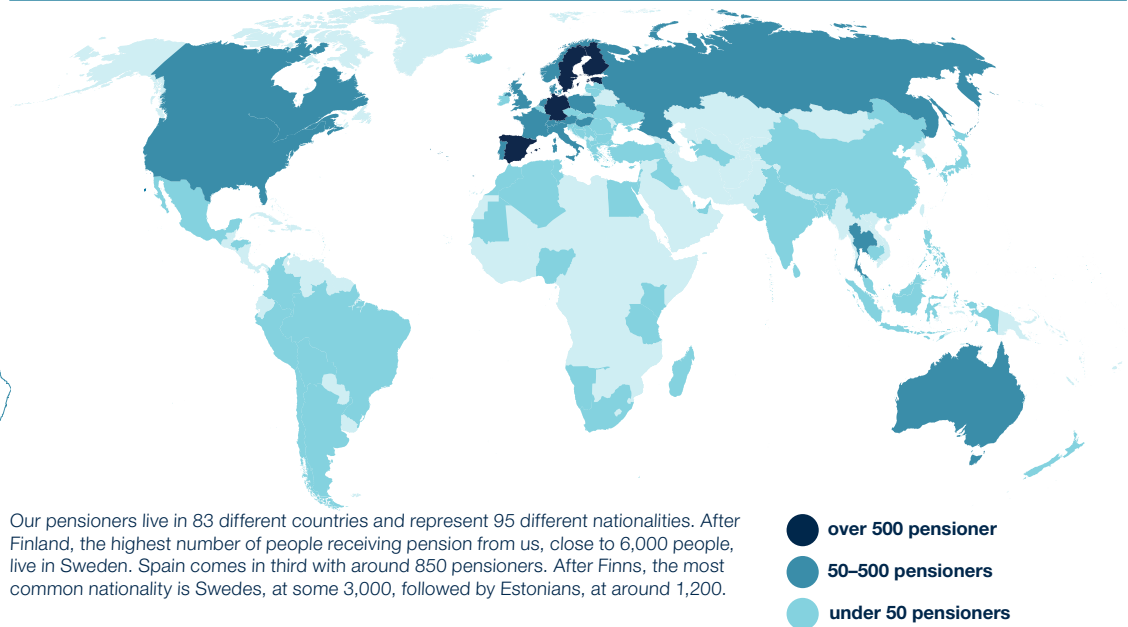 Our pensioners live in 83 different countries and represent 95 different nationalities. After
Finland, the highest number of people receiving pension from us, close to 6,000 people,
live in Sweden. Spain comes in third with around 850 pensioners. After Finns, the most
common nationality is Swedes, at some 3,000, followed by Estonians, at around 1,200.
over 500 pensioner
50–500 pensioners
under 50 pensioners